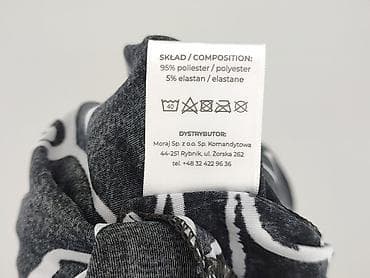 SKŁAD / COMPOSITION:
95% poliester / polyester
5% elastan / elastane
40
DYSTRYBUTOR:
Moraj Sp. z o.o. Sp. Komandytowa
44-251 Rybnik, ul. Żorska 262
tel. +48 32 422 96 36